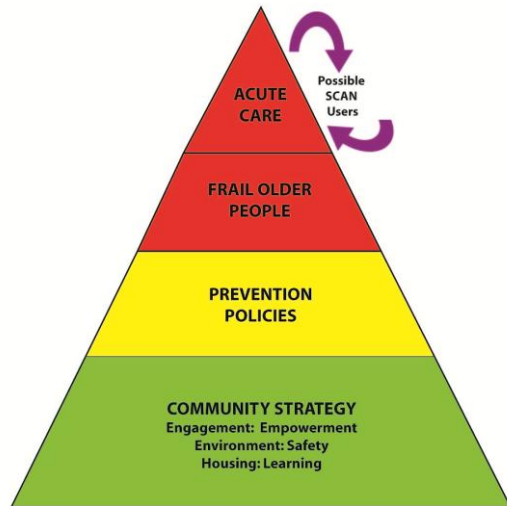 ACUTE
CARE
Possible
SCAN
Users
FRAIL OLDER
PEOPLE
PREVENTION
POLICIES
COMMUNITY STRATEGY
Engagement: Empowerment
Environment: Safety
Housing: Learning